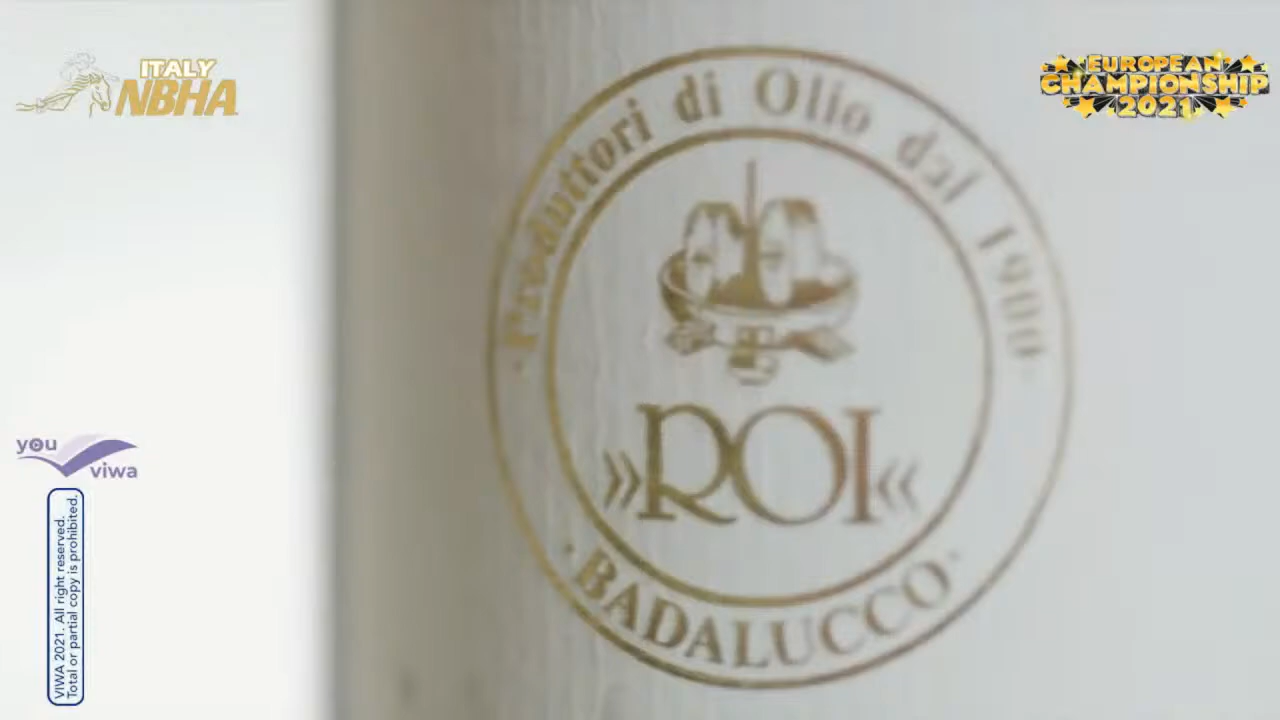 ITALY
NBHA
EUROPEAN
CHAMPIONSHIP
2021
Produttori di Olio dal 1900
»ROI«
· BADALUCCO ·
you
viwa
VIWA 2021. All right reserved.
Total or partial copy is prohibited.